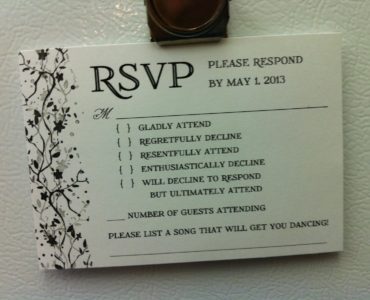 RSVP PLEASE RESPOND
BY MAY 1, 2013
M
( ) GLADLY ATTEND
( ) REGRETFULLY DECLINE
( ) RESENTFULLY ATTEND
( ) ENTHUSIASTICALLY DECLINE
( ) WILL DECLINE TO RESPOND
BUT ULTIMATELY ATTEND
___ NUMBER OF GUESTS ATTENDING
PLEASE LIST A SONG THAT WILL GET YOU DANCING!